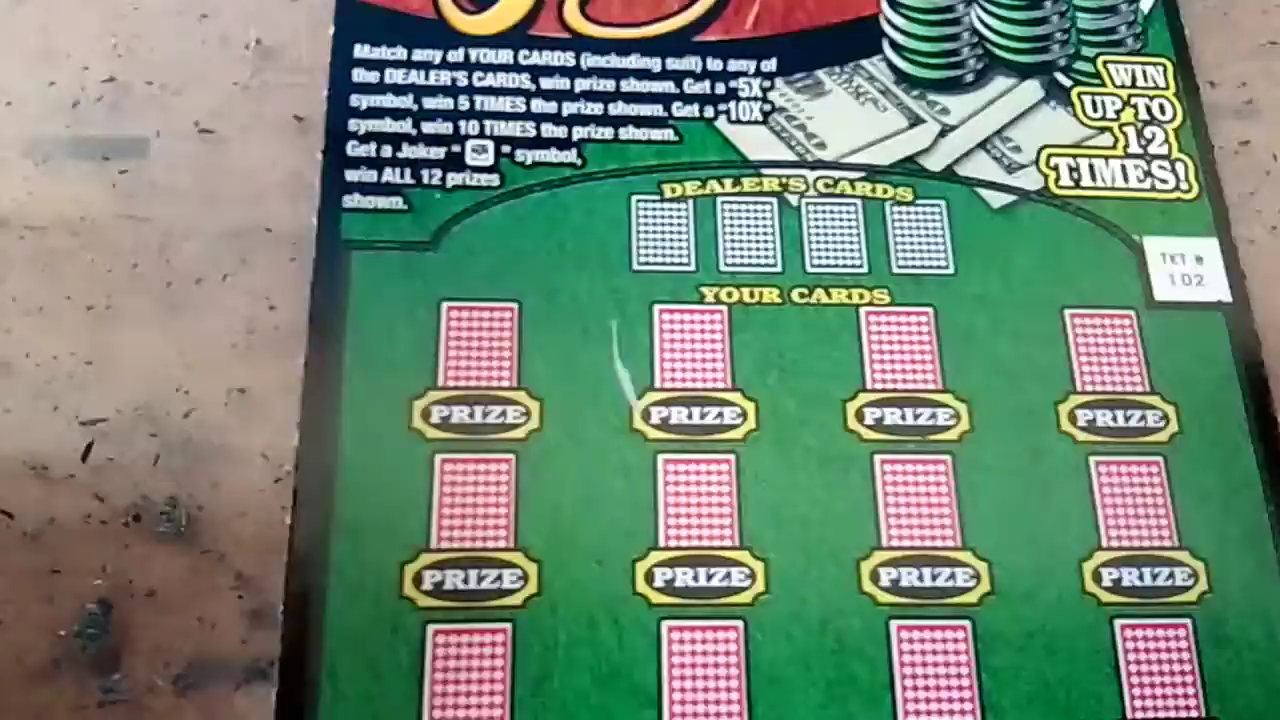 Match any of YOUR CARDS (including suit) to any of
the DEALER'S CARDS, win prize shown. Get a "5X"
symbol, win 5 TIMES the prize shown. Get a "10X"
symbol, win 10 TIMES the prize shown.
Get a Joker " " symbol,
win ALL 12 prizes
shown.
WIN
UP TO
12
TIMES!
DEALER'S CARDS
TKT #
102
YOUR CARDS
PRIZE PRIZE PRIZE PRIZE
PRIZE PRIZE PRIZE PRIZE